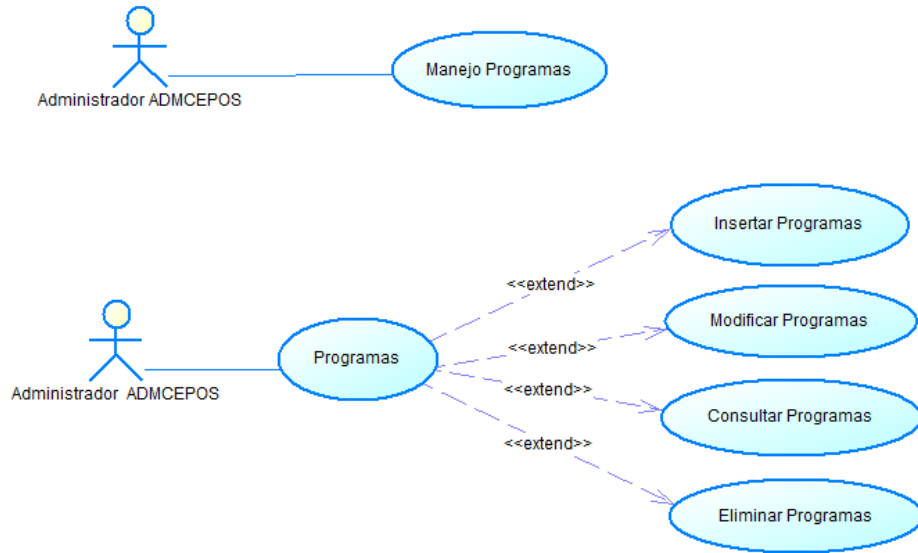 Manejo Programas
Administrador ADMCEPOS
Insertar Programas
<<extend>>
Modificar Programas
<<extend>>
Programas
Administrador ADMCEPOS
<<extend>>
Consultar Programas
<<extend>>
Eliminar Programas